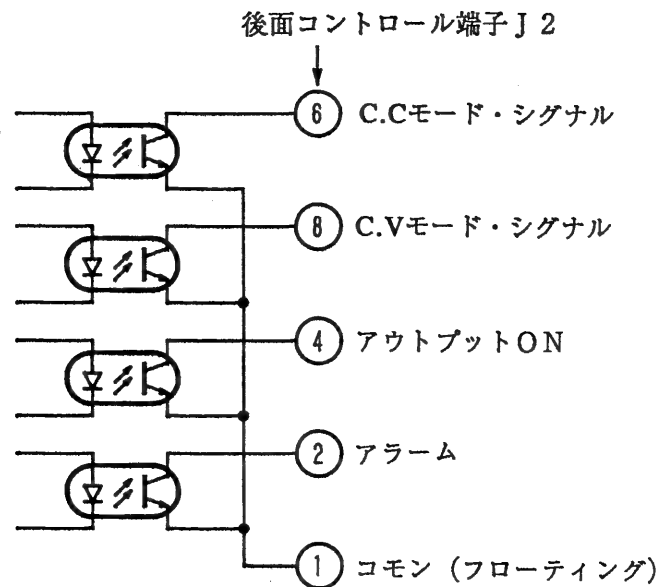 後面コントロール端子J2
6 C.Cモード・シグナル
8 C.Vモード・シグナル
4 アウトプットON
2 アラーム
1 コモン(フローティング)